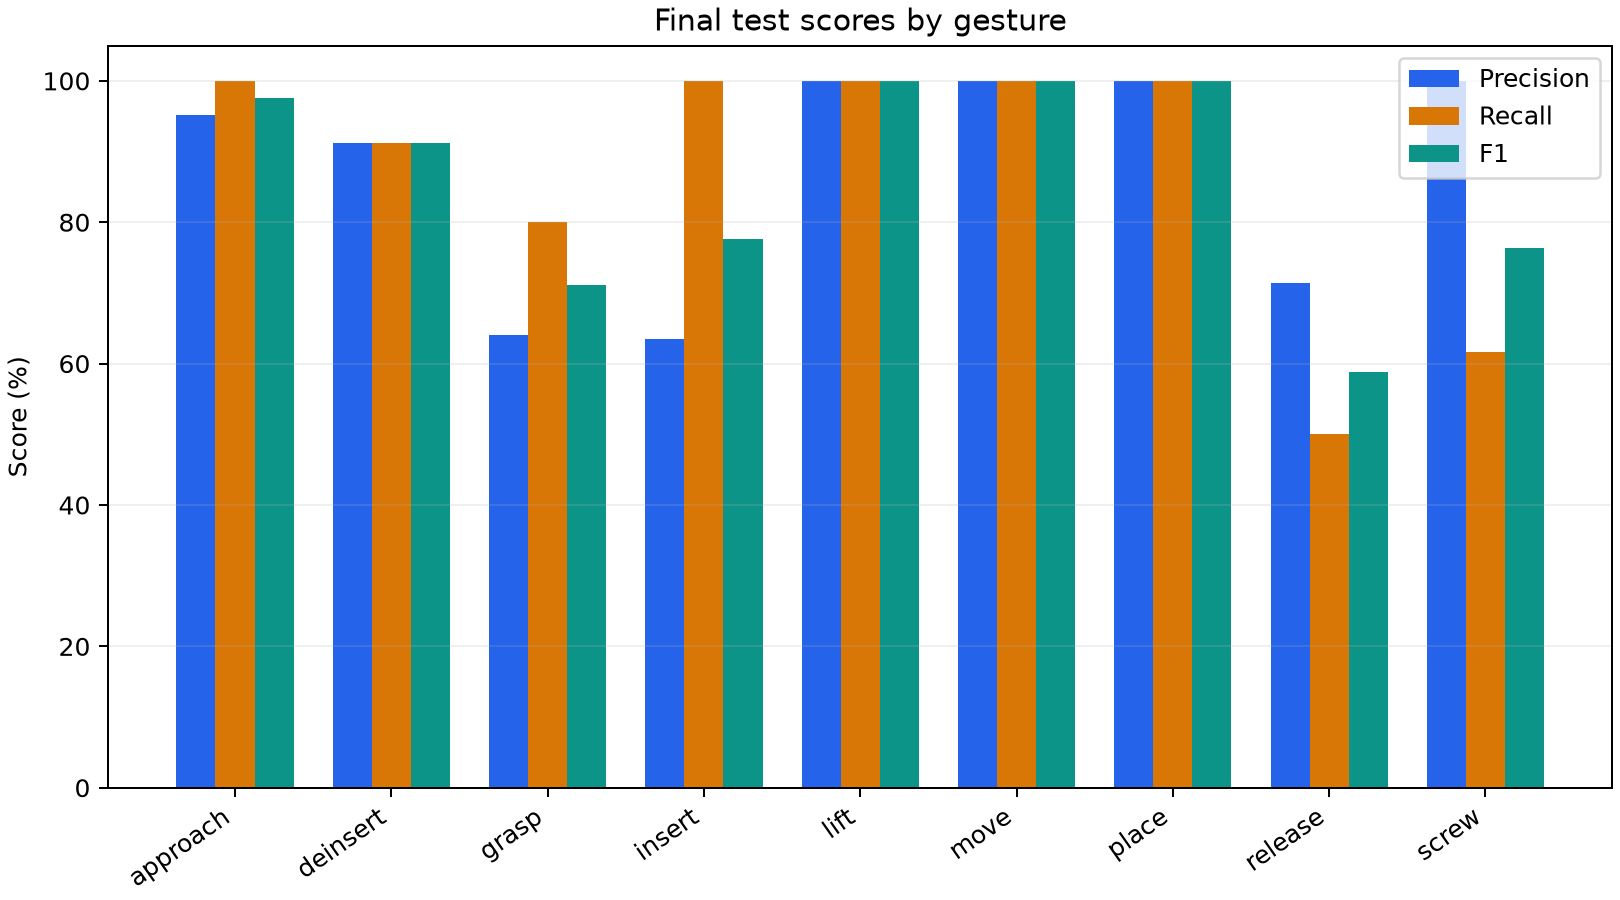 Final test scores by gesture
Precision
Recall
F1
Score (%)
100
80
60
40
20
0
approach
deinsert
grasp
insert
lift
move
place
release
screw